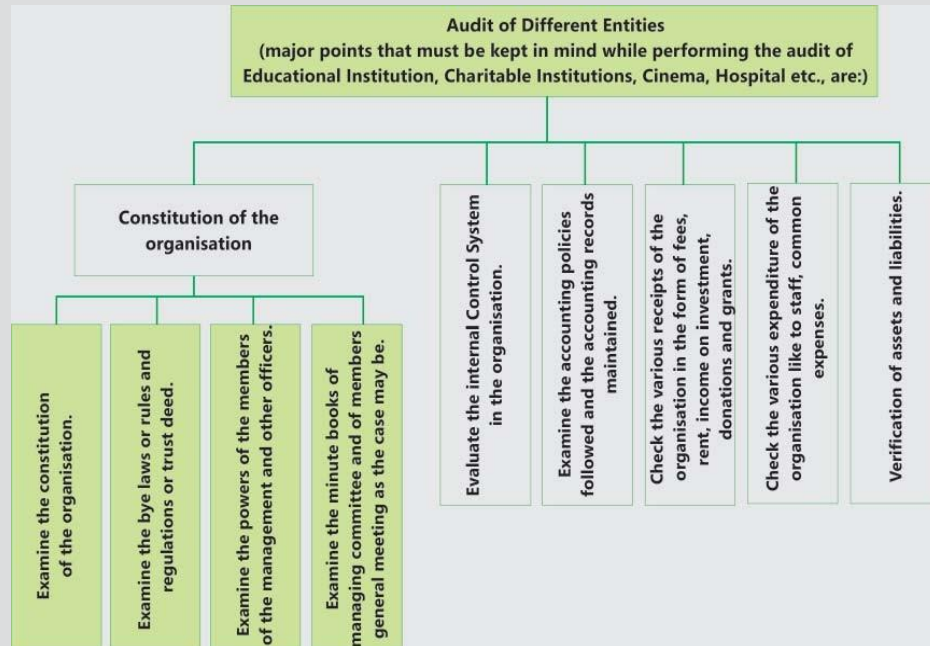 Audit of Different Entities
(major points that must be kept in mind while performing the audit of
Educational Institution, Charitable Institutions, Cinema, Hospital etc., are:)
Constitution of the
organisation
Examine the constitution
of the organisation.
Examine the bye laws or rules and
regulations or trust deed.
Examine the powers of the members
of the management and other officers.
Examine the minute books of
managing committee and of members
general meeting as the case may be.
Evaluate the internal Control System
in the organisation.
Examine the accounting policies
followed and the accounting records
maintained.
Check the various receipts of the
organisation in the form of fees,
rent, income on investment,
donations and grants.
Check the various expenditure of the
organisation like to staff, common
expenses.
Verification of assets and liabilities.